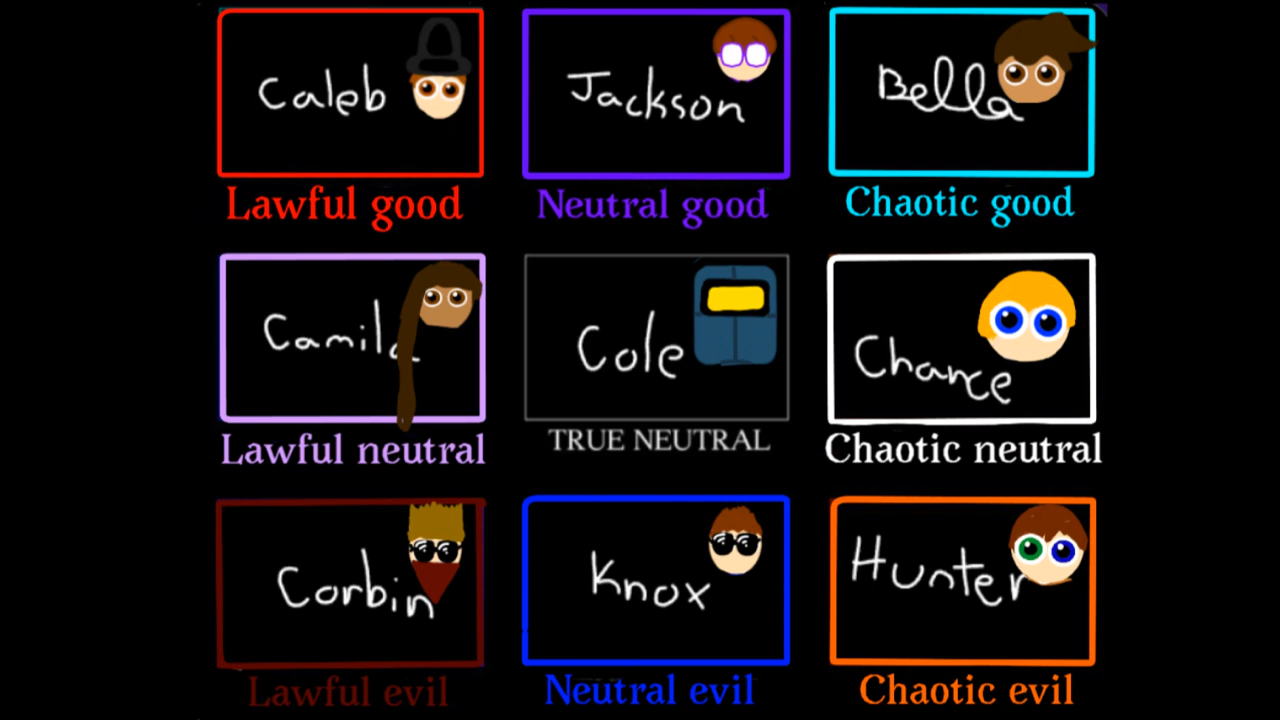 Caleb
Jackson
Bella
Lawful good
Neutral good
Chaotic good
Camila
Cole
Chance
Lawful neutral
TRUE NEUTRAL
Chaotic neutral
Corbin
Knox
Hunter
Lawful evil
Neutral evil
Chaotic evil